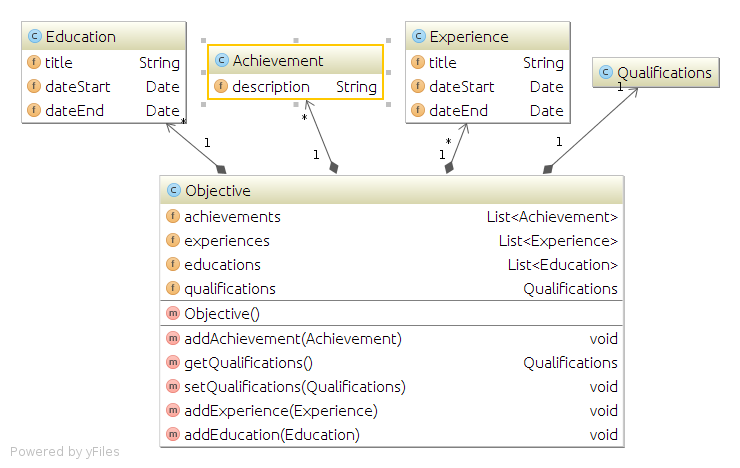 C Education
f title String
f dateStart Date
f dateEnd Date
C Achievement
f description String
C Experience
f title String
f dateStart Date
f dateEnd Date
C Qualifications
* 1
* 1
* 1
1 1
C Objective
f achievements List<Achievement>
f experiences List<Experience>
f educations List<Education>
f qualifications Qualifications
m Objective()
m addAchievement(Achievement) void
m getQualifications() Qualifications
m setQualifications(Qualifications) void
m addExperience(Experience) void
m addEducation(Education) void
Powered by yFiles